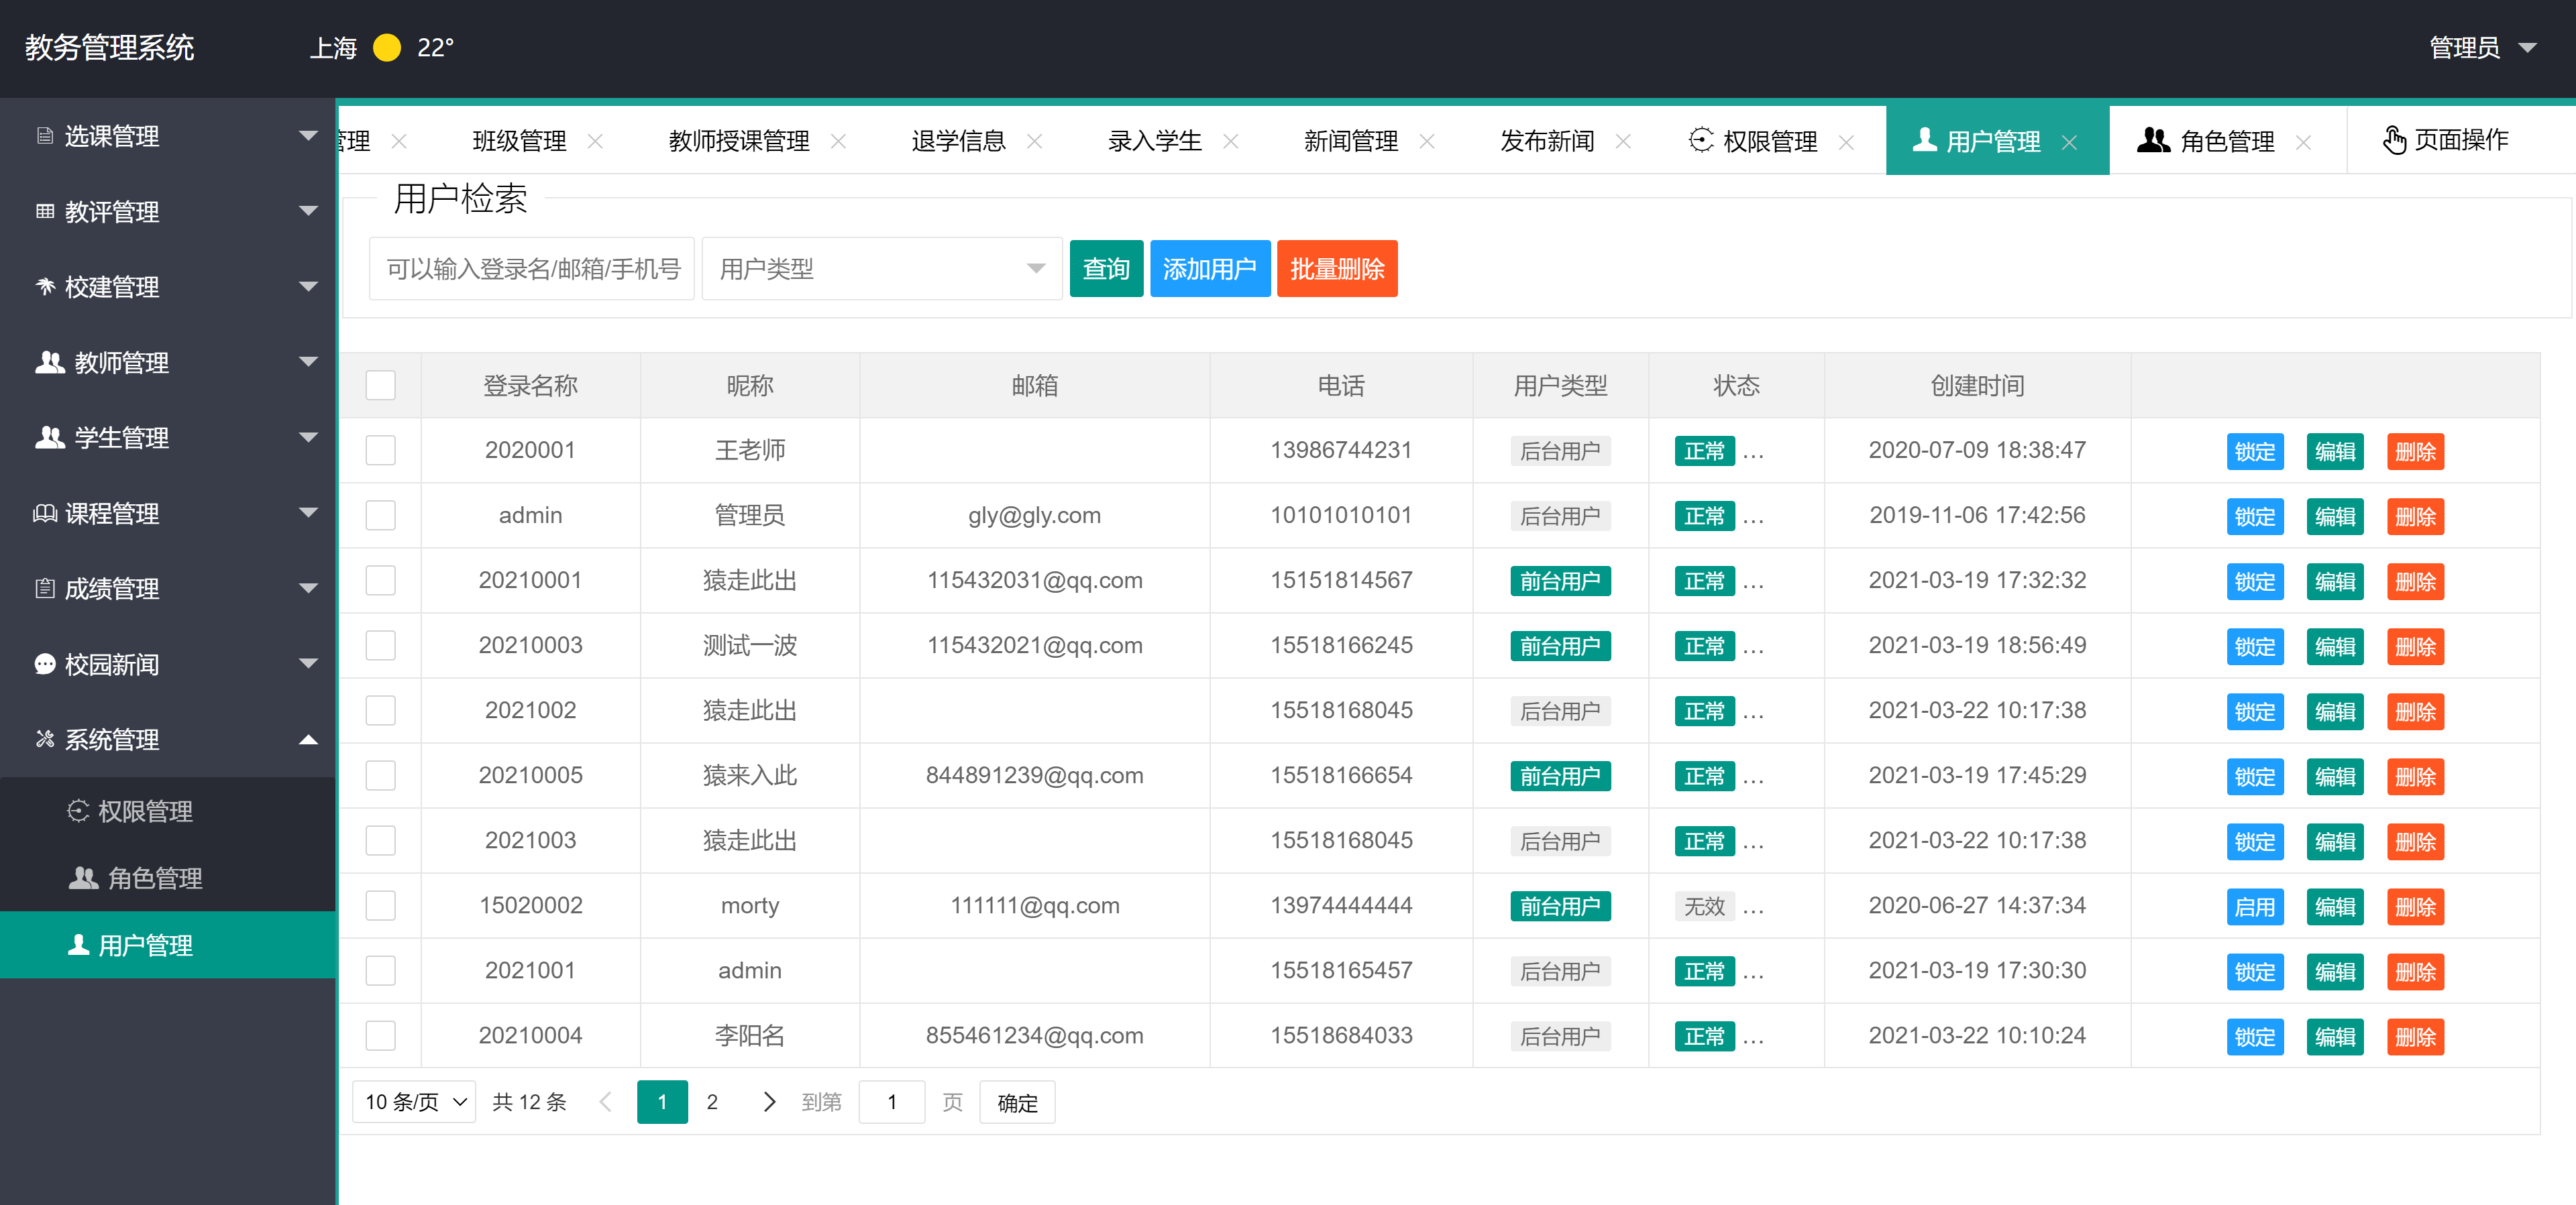 教务管理系统 上海 22° 管理员
选课管理
教评管理
校建管理
教师管理
学生管理
课程管理
成绩管理
校园新闻
系统管理
权限管理
角色管理
用户管理
管理 班级管理 教师授课管理 退学信息 录入学生 新闻管理 发布新闻 权限管理 用户管理 角色管理 页面操作
用户检索
可以输入登录名/邮箱/手机号 用户类型 查询 添加用户 批量删除
登录名称 昵称 邮箱 电话 用户类型 状态 创建时间
2020001 王老师 13986744231 后台用户 正常 … 2020-07-09 18:38:47 锁定 编辑 删除
admin 管理员 gly@gly.com 10101010101 后台用户 正常 … 2019-11-06 17:42:56 锁定 编辑 删除
20210001 猿走此出 115432031@qq.com 15151814567 前台用户 正常 … 2021-03-19 17:32:32 锁定 编辑 删除
20210003 测试一波 115432021@qq.com 15518166245 前台用户 正常 … 2021-03-19 18:56:49 锁定 编辑 删除
2021002 猿走此出 15518168045 后台用户 正常 … 2021-03-22 10:17:38 锁定 编辑 删除
20210005 猿来入此 844891239@qq.com 15518166654 前台用户 正常 … 2021-03-19 17:45:29 锁定 编辑 删除
2021003 猿走此出 15518168045 后台用户 正常 … 2021-03-22 10:17:38 锁定 编辑 删除
15020002 morty 111111@qq.com 13974444444 前台用户 无效 … 2020-06-27 14:37:34 启用 编辑 删除
2021001 admin 15518165457 后台用户 正常 … 2021-03-19 17:30:30 锁定 编辑 删除
20210004 李阳名 855461234@qq.com 15518684033 后台用户 正常 … 2021-03-22 10:10:24 锁定 编辑 删除
10 条/页 共 12 条 1 2 到第 1 页 确定